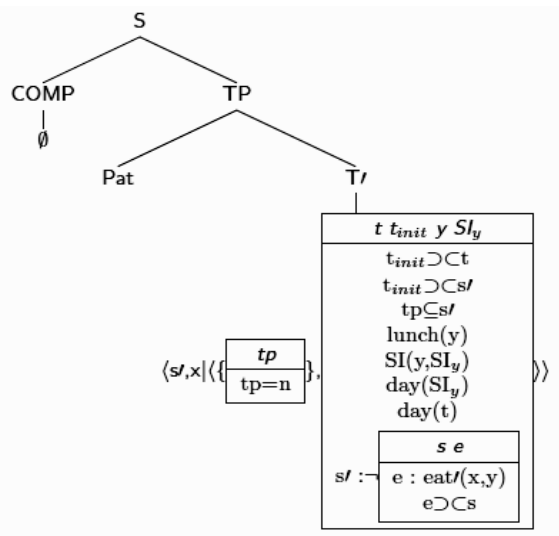 S
COMP TP
∅
Pat T′
t t_init y SI_y
t_init⊃⊂t
t_init⊃⊂s′
tp⊆s′
lunch(y)
⟨s′,x|⟨{ tp }, SI(y,SI_y) ⟩⟩
tp=n day(SI_y)
day(t)
s e
s′ :¬ e : eat′(x,y)
e⊃⊂s